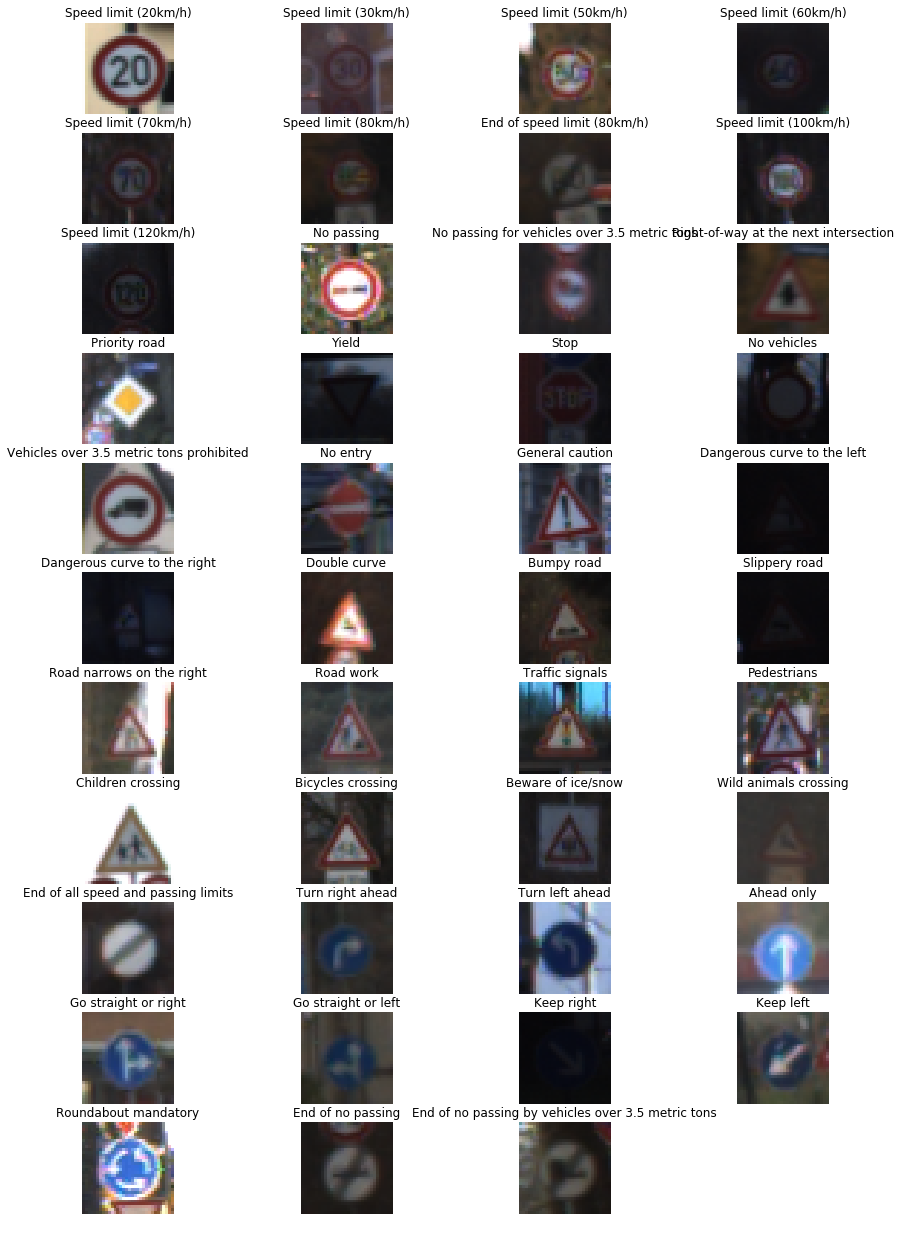 Speed limit (20km/h)
Speed limit (30km/h)
Speed limit (50km/h)
Speed limit (60km/h)
20
30
50
60
Speed limit (70km/h)
Speed limit (80km/h)
End of speed limit (80km/h)
Speed limit (100km/h)
70
Speed limit (120km/h)
No passing
No passing for vehicles over 3.5 metric tons
Right-of-way at the next intersection
120
Priority road
Yield
Stop
No vehicles
STOP
Vehicles over 3.5 metric tons prohibited
No entry
General caution
Dangerous curve to the left
Dangerous curve to the right
Double curve
Bumpy road
Slippery road
Road narrows on the right
Road work
Traffic signals
Pedestrians
Children crossing
Bicycles crossing
Beware of ice/snow
Wild animals crossing
End of all speed and passing limits
Turn right ahead
Turn left ahead
Ahead only
Go straight or right
Go straight or left
Keep right
Keep left
Roundabout mandatory
End of no passing
End of no passing by vehicles over 3.5 metric tons